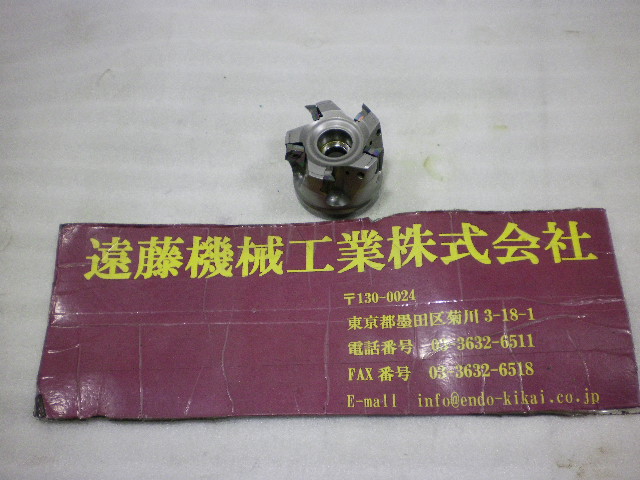 遠藤機械工業株式会社
〒130-0024
東京都墨田区菊川 3-18-1
電話番号 03-3632-6511
FAX 番号 03-3632-6518
E-mail info@endo-kikai.co.jp